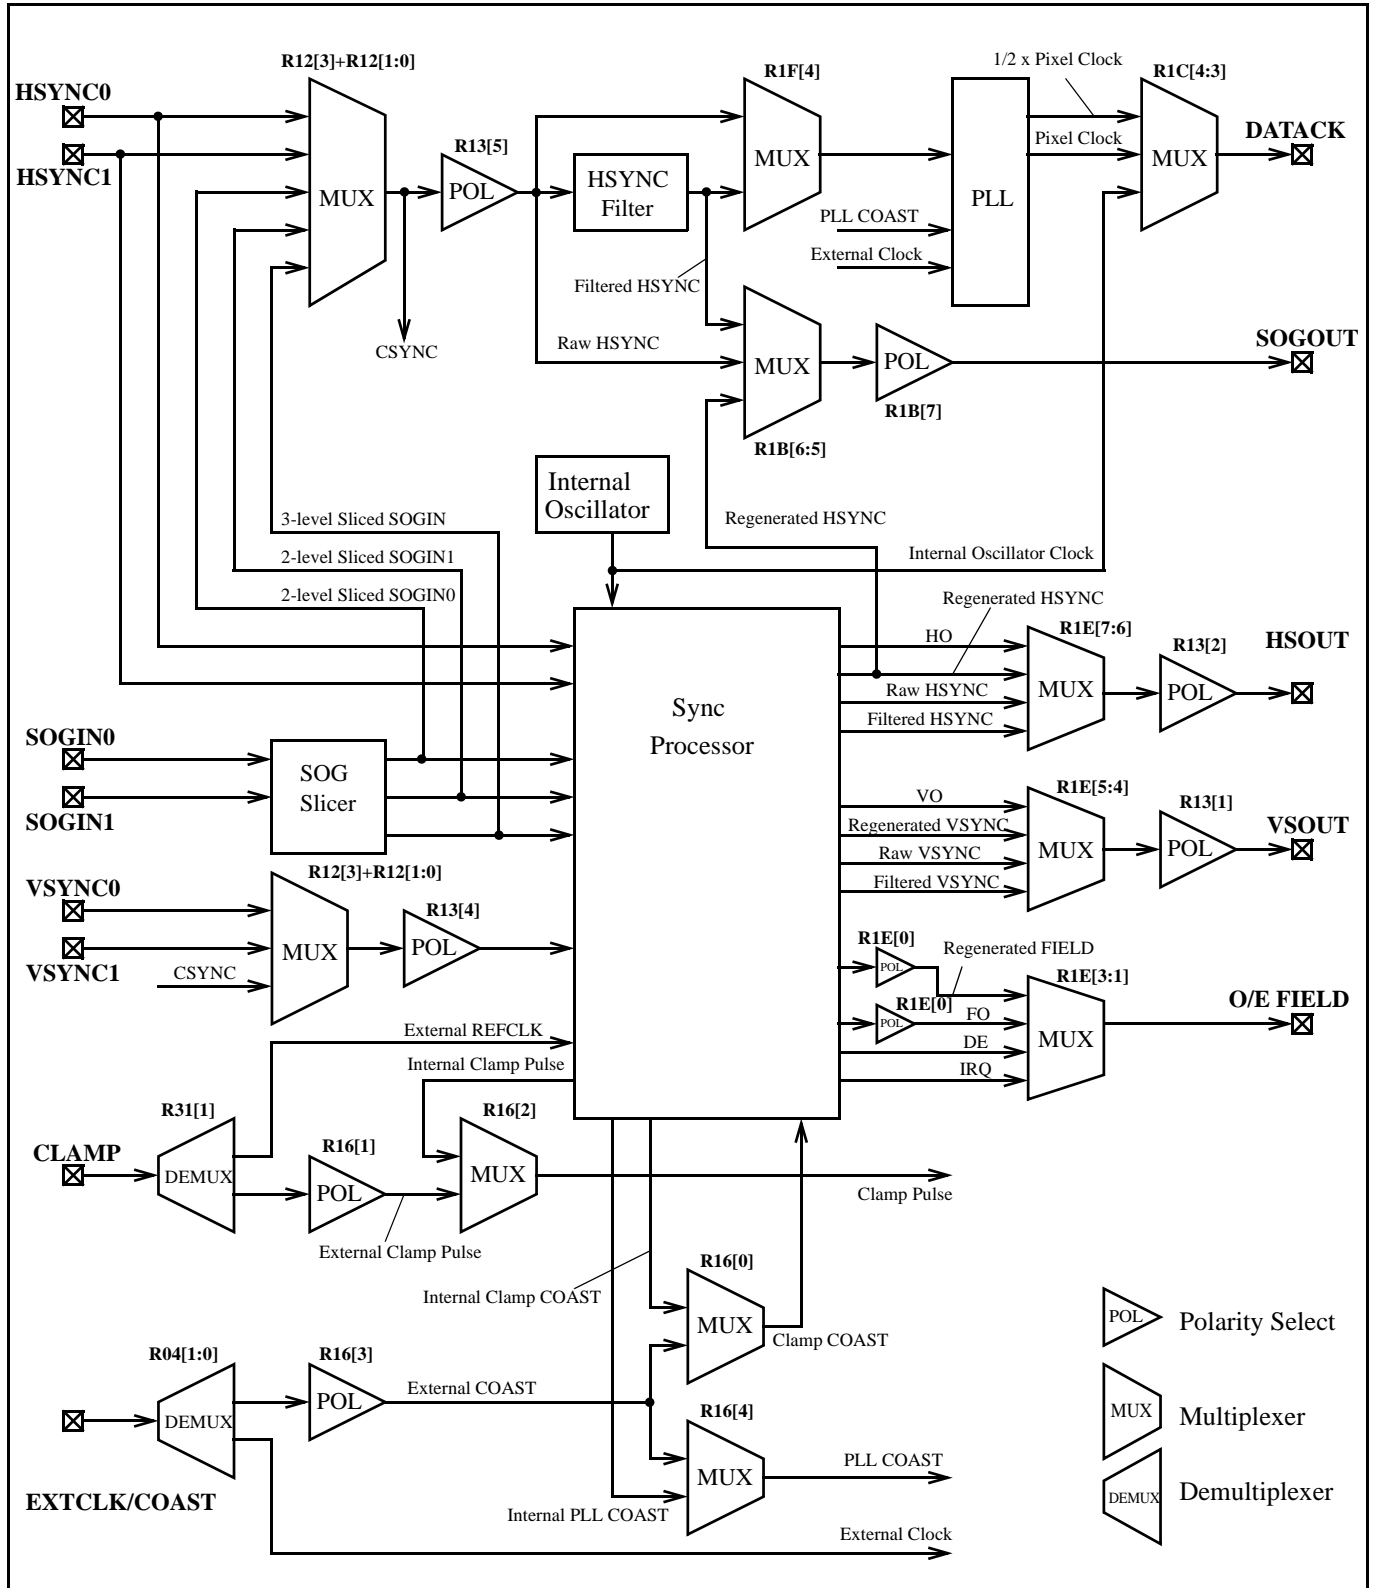 R12[3]+R12[1:0]
HSYNC0
HSYNC1
MUX
R13[5]
POL
HSYNC
Filter
R1F[4]
MUX
1/2 x Pixel Clock
Pixel Clock
PLL
PLL COAST
External Clock
R1C[4:3]
MUX
DATACK
Filtered HSYNC
CSYNC
Raw HSYNC
MUX
R1B[6:5]
POL
R1B[7]
SOGOUT
Internal
Oscillator
Regenerated HSYNC
Internal Oscillator Clock
3-level Sliced SOGIN
2-level Sliced SOGIN1
2-level Sliced SOGIN0
Sync
Processor
HO
Regenerated HSYNC
Raw HSYNC
Filtered HSYNC
R1E[7:6]
MUX
R13[2]
POL
HSOUT
SOGIN0
SOGIN1
SOG
Slicer
VO
Regenerated VSYNC
Raw VSYNC
Filtered VSYNC
R1E[5:4]
MUX
R13[1]
POL
VSOUT
R12[3]+R12[1:0]
VSYNC0
VSYNC1
CSYNC
MUX
R13[4]
POL
R1E[0]
POL
Regenerated FIELD
R1E[0]
POL
FO
DE
IRQ
R1E[3:1]
MUX
O/E FIELD
External REFCLK
Internal Clamp Pulse
R31[1]
CLAMP
DEMUX
R16[1]
POL
External Clamp Pulse
R16[2]
MUX
Clamp Pulse
Internal Clamp COAST
R16[0]
MUX
Clamp COAST
R04[1:0]
DEMUX
EXTCLK/COAST
R16[3]
POL
External COAST
R16[4]
MUX
PLL COAST
Internal PLL COAST
External Clock
POL
Polarity Select
MUX
Multiplexer
DEMUX
Demultiplexer